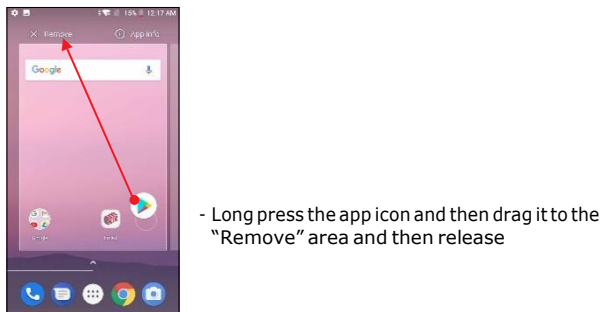 15% 12:17 AM
X Remove App info
Google
Google
- Long press the app icon and then drag it to the
“Remove” area and then release